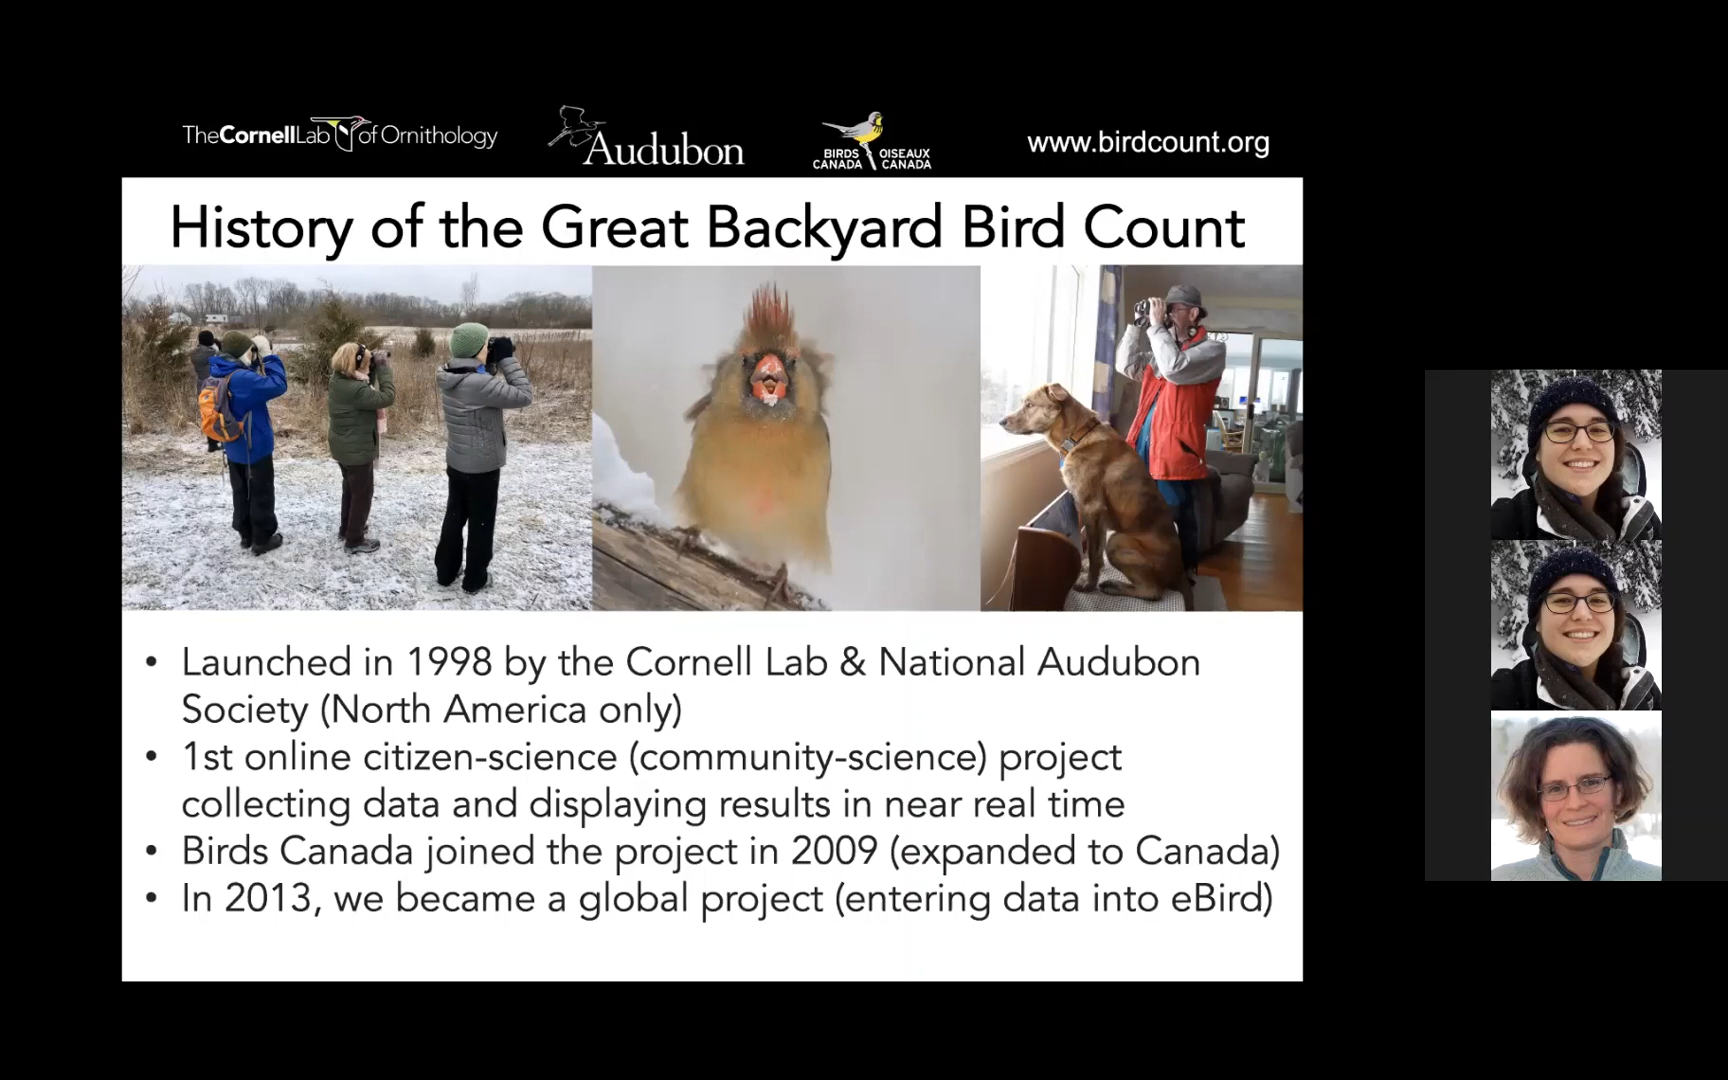 TheCornellLab of Ornithology
Audubon
BIRDS OISEAUX
CANADA CANADA
www.birdcount.org
History of the Great Backyard Bird Count
• Launched in 1998 by the Cornell Lab & National Audubon
Society (North America only)
• 1st online citizen-science (community-science) project
collecting data and displaying results in near real time
• Birds Canada joined the project in 2009 (expanded to Canada)
• In 2013, we became a global project (entering data into eBird)